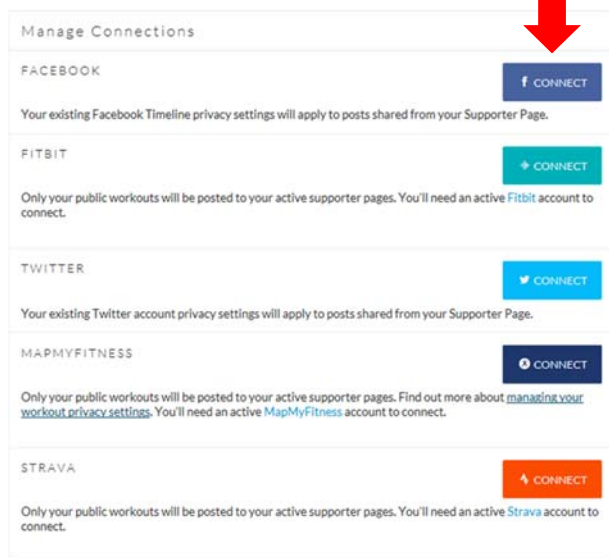 Manage Connections
FACEBOOK
f CONNECT
Your existing Facebook Timeline privacy settings will apply to posts shared from your Supporter Page.
FITBIT
CONNECT
Only your public workouts will be posted to your active supporter pages. You'll need an active Fitbit account to
connect.
TWITTER
CONNECT
Your existing Twitter account privacy settings will apply to posts shared from your Supporter Page.
MAPMYFITNESS
CONNECT
Only your public workouts will be posted to your active supporter pages. Find out more about managing your
workout privacy settings. You'll need an active MapMyFitness account to connect.
STRAVA
CONNECT
Only your public workouts will be posted to your active supporter pages. You'll need an active Strava account to
connect.